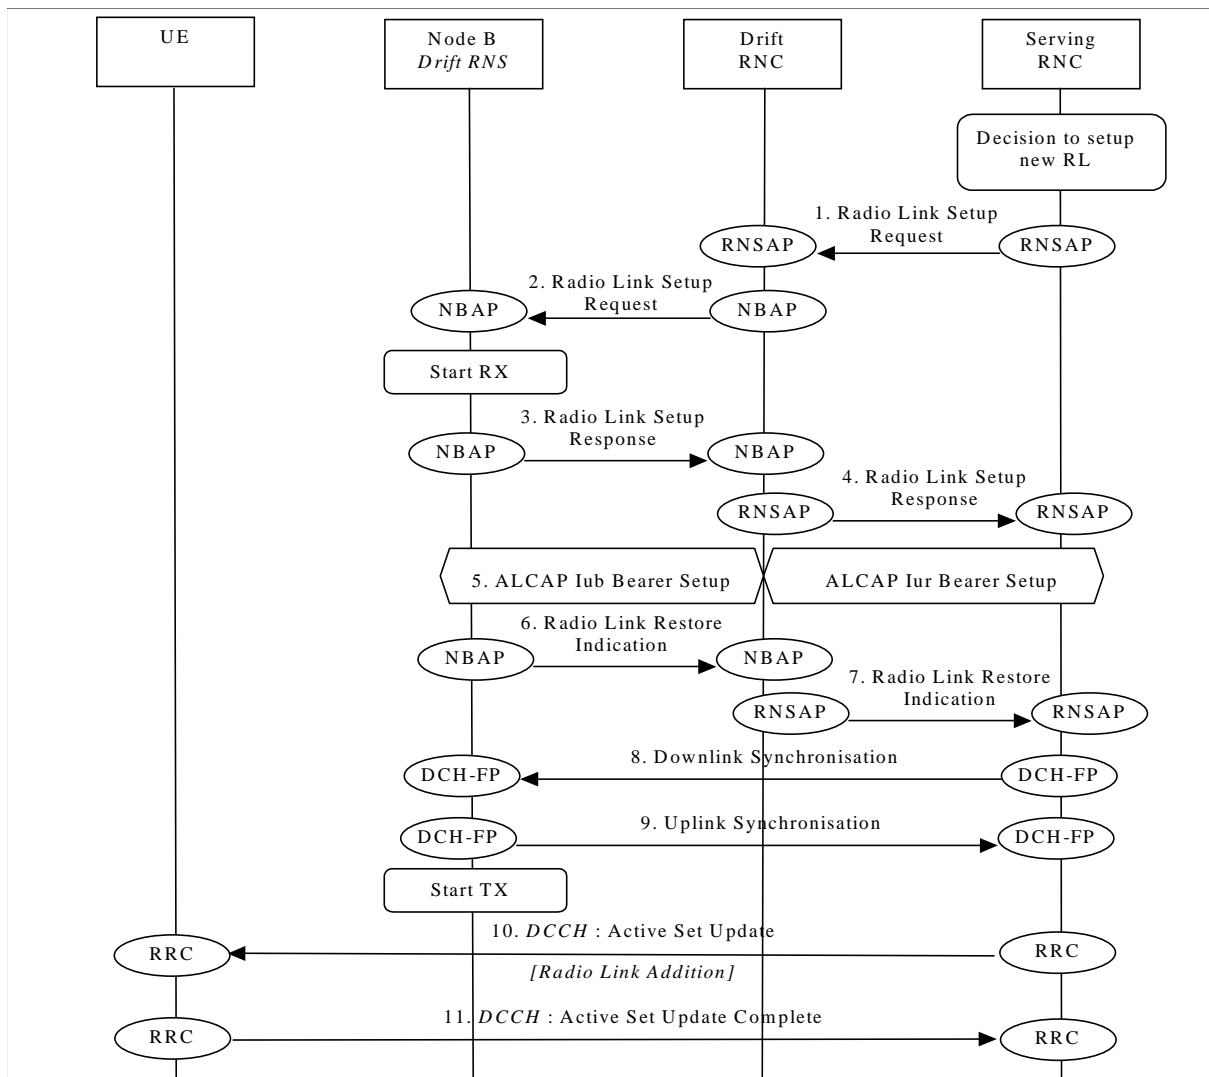 UE
Node B
Drift RNS
Drift
RNC
Serving
RNC
Decision to setup
new RL
1. Radio Link Setup
Request
RNSAP
RNSAP
2. Radio Link Setup
Request
NBAP
NBAP
Start RX
3. Radio Link Setup
Response
NBAP
NBAP
4. Radio Link Setup
Response
RNSAP
RNSAP
5. ALCAP Iub Bearer Setup
ALCAP Iur Bearer Setup
6. Radio Link Restore
Indication
NBAP
NBAP
7. Radio Link Restore
Indication
RNSAP
RNSAP
8. Downlink Synchronisation
DCH-FP
DCH-FP
9. Uplink Synchronisation
DCH-FP
DCH-FP
Start TX
10. DCCH : Active Set Update
RRC
RRC
[Radio Link Addition]
11. DCCH : Active Set Update Complete
RRC
RRC